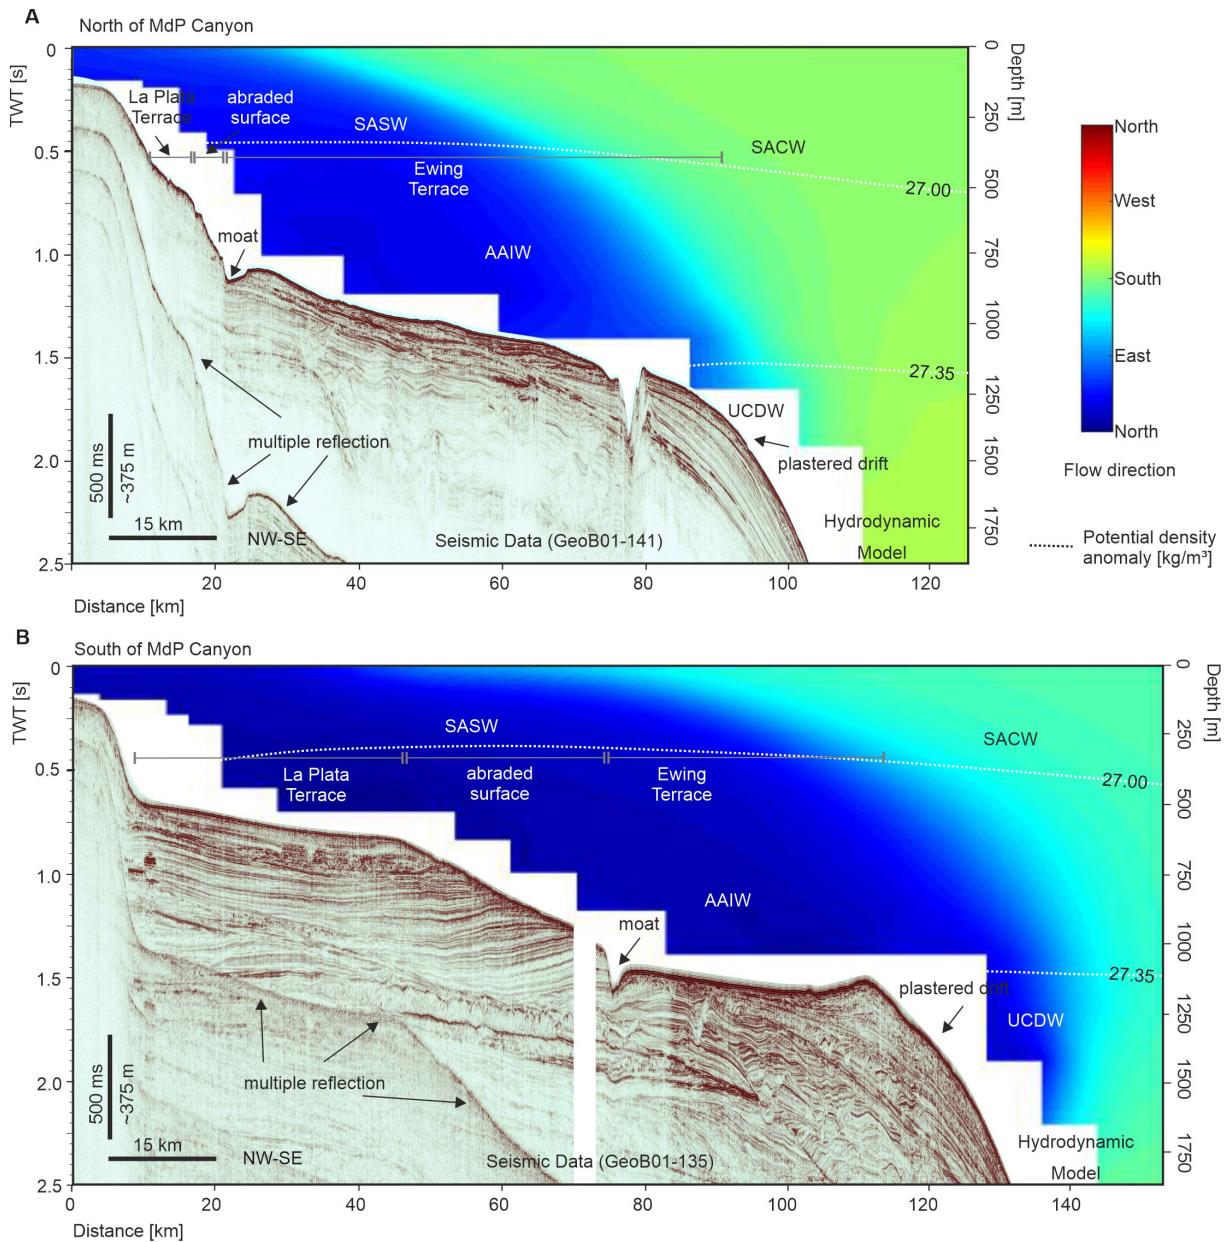 A
North of MdP Canyon
TWT [s]
0
0.5
1.0
1.5
2.0
2.5
Depth [m]
0
250
500
750
1000
1250
1500
1750
La Plata
Terrace
abraded
surface
SASW
SACW
Ewing
Terrace
27.00
moat
AAIW
27.35
UCDW
multiple reflection
plastered drift
500 ms
~375 m
15 km
NW-SE
Seismic Data (GeoB01-141)
Hydrodynamic
Model
20
40
60
80
100
120
Distance [km]
North
West
South
East
North
Flow direction
Potential density
anomaly [kg/m³]
B
South of MdP Canyon
TWT [s]
0
0.5
1.0
1.5
2.0
2.5
Depth [m]
0
250
500
750
1000
1250
1500
1750
SASW
SACW
La Plata
Terrace
abraded
surface
Ewing
Terrace
27.00
AAIW
moat
27.35
plastered drift
UCDW
multiple reflection
500 ms
~375 m
15 km
NW-SE
Seismic Data (GeoB01-135)
Hydrodynamic
Model
0
20
40
60
80
100
120
140
Distance [km]